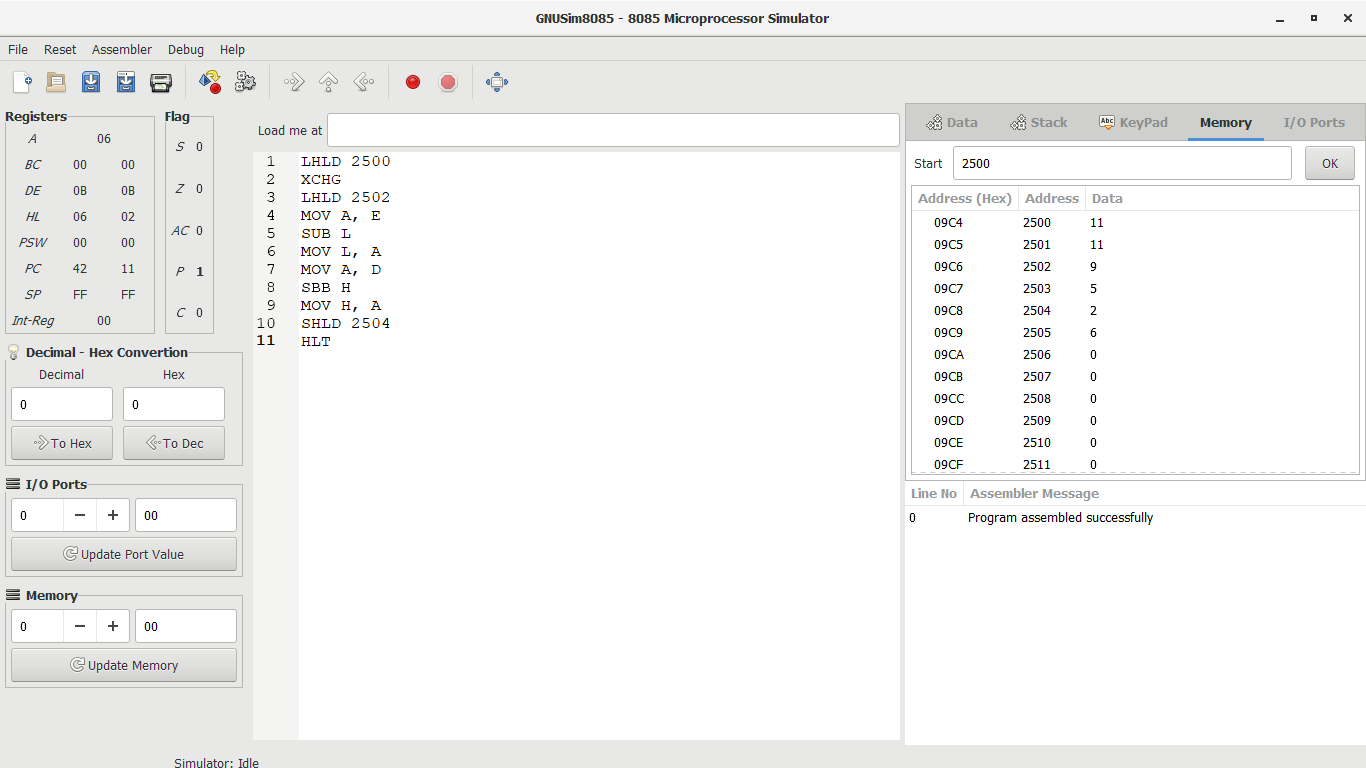 GNUSim8085 - 8085 Microprocessor Simulator
File Reset Assembler Debug Help
Registers
A 06
BC 00 00
DE 0B 0B
HL 06 02
PSW 00 00
PC 42 11
SP FF FF
Int-Reg 00
Flag
S 0
Z 0
AC 0
P 1
C 0
Decimal - Hex Convertion
Decimal Hex
0 0
To Hex To Dec
I/O Ports
0 − + 00
Update Port Value
Memory
0 − + 00
Update Memory
Load me at
1 LHLD 2500
2 XCHG
3 LHLD 2502
4 MOV A, E
5 SUB L
6 MOV L, A
7 MOV A, D
8 SBB H
9 MOV H, A
10 SHLD 2504
11 HLT
Data Stack Abc KeyPad Memory I/O Ports
Start 2500 OK
Address (Hex) Address Data
09C4 2500 11
09C5 2501 11
09C6 2502 9
09C7 2503 5
09C8 2504 2
09C9 2505 6
09CA 2506 0
09CB 2507 0
09CC 2508 0
09CD 2509 0
09CE 2510 0
09CF 2511 0
Line No Assembler Message
0 Program assembled successfully
Simulator: Idle